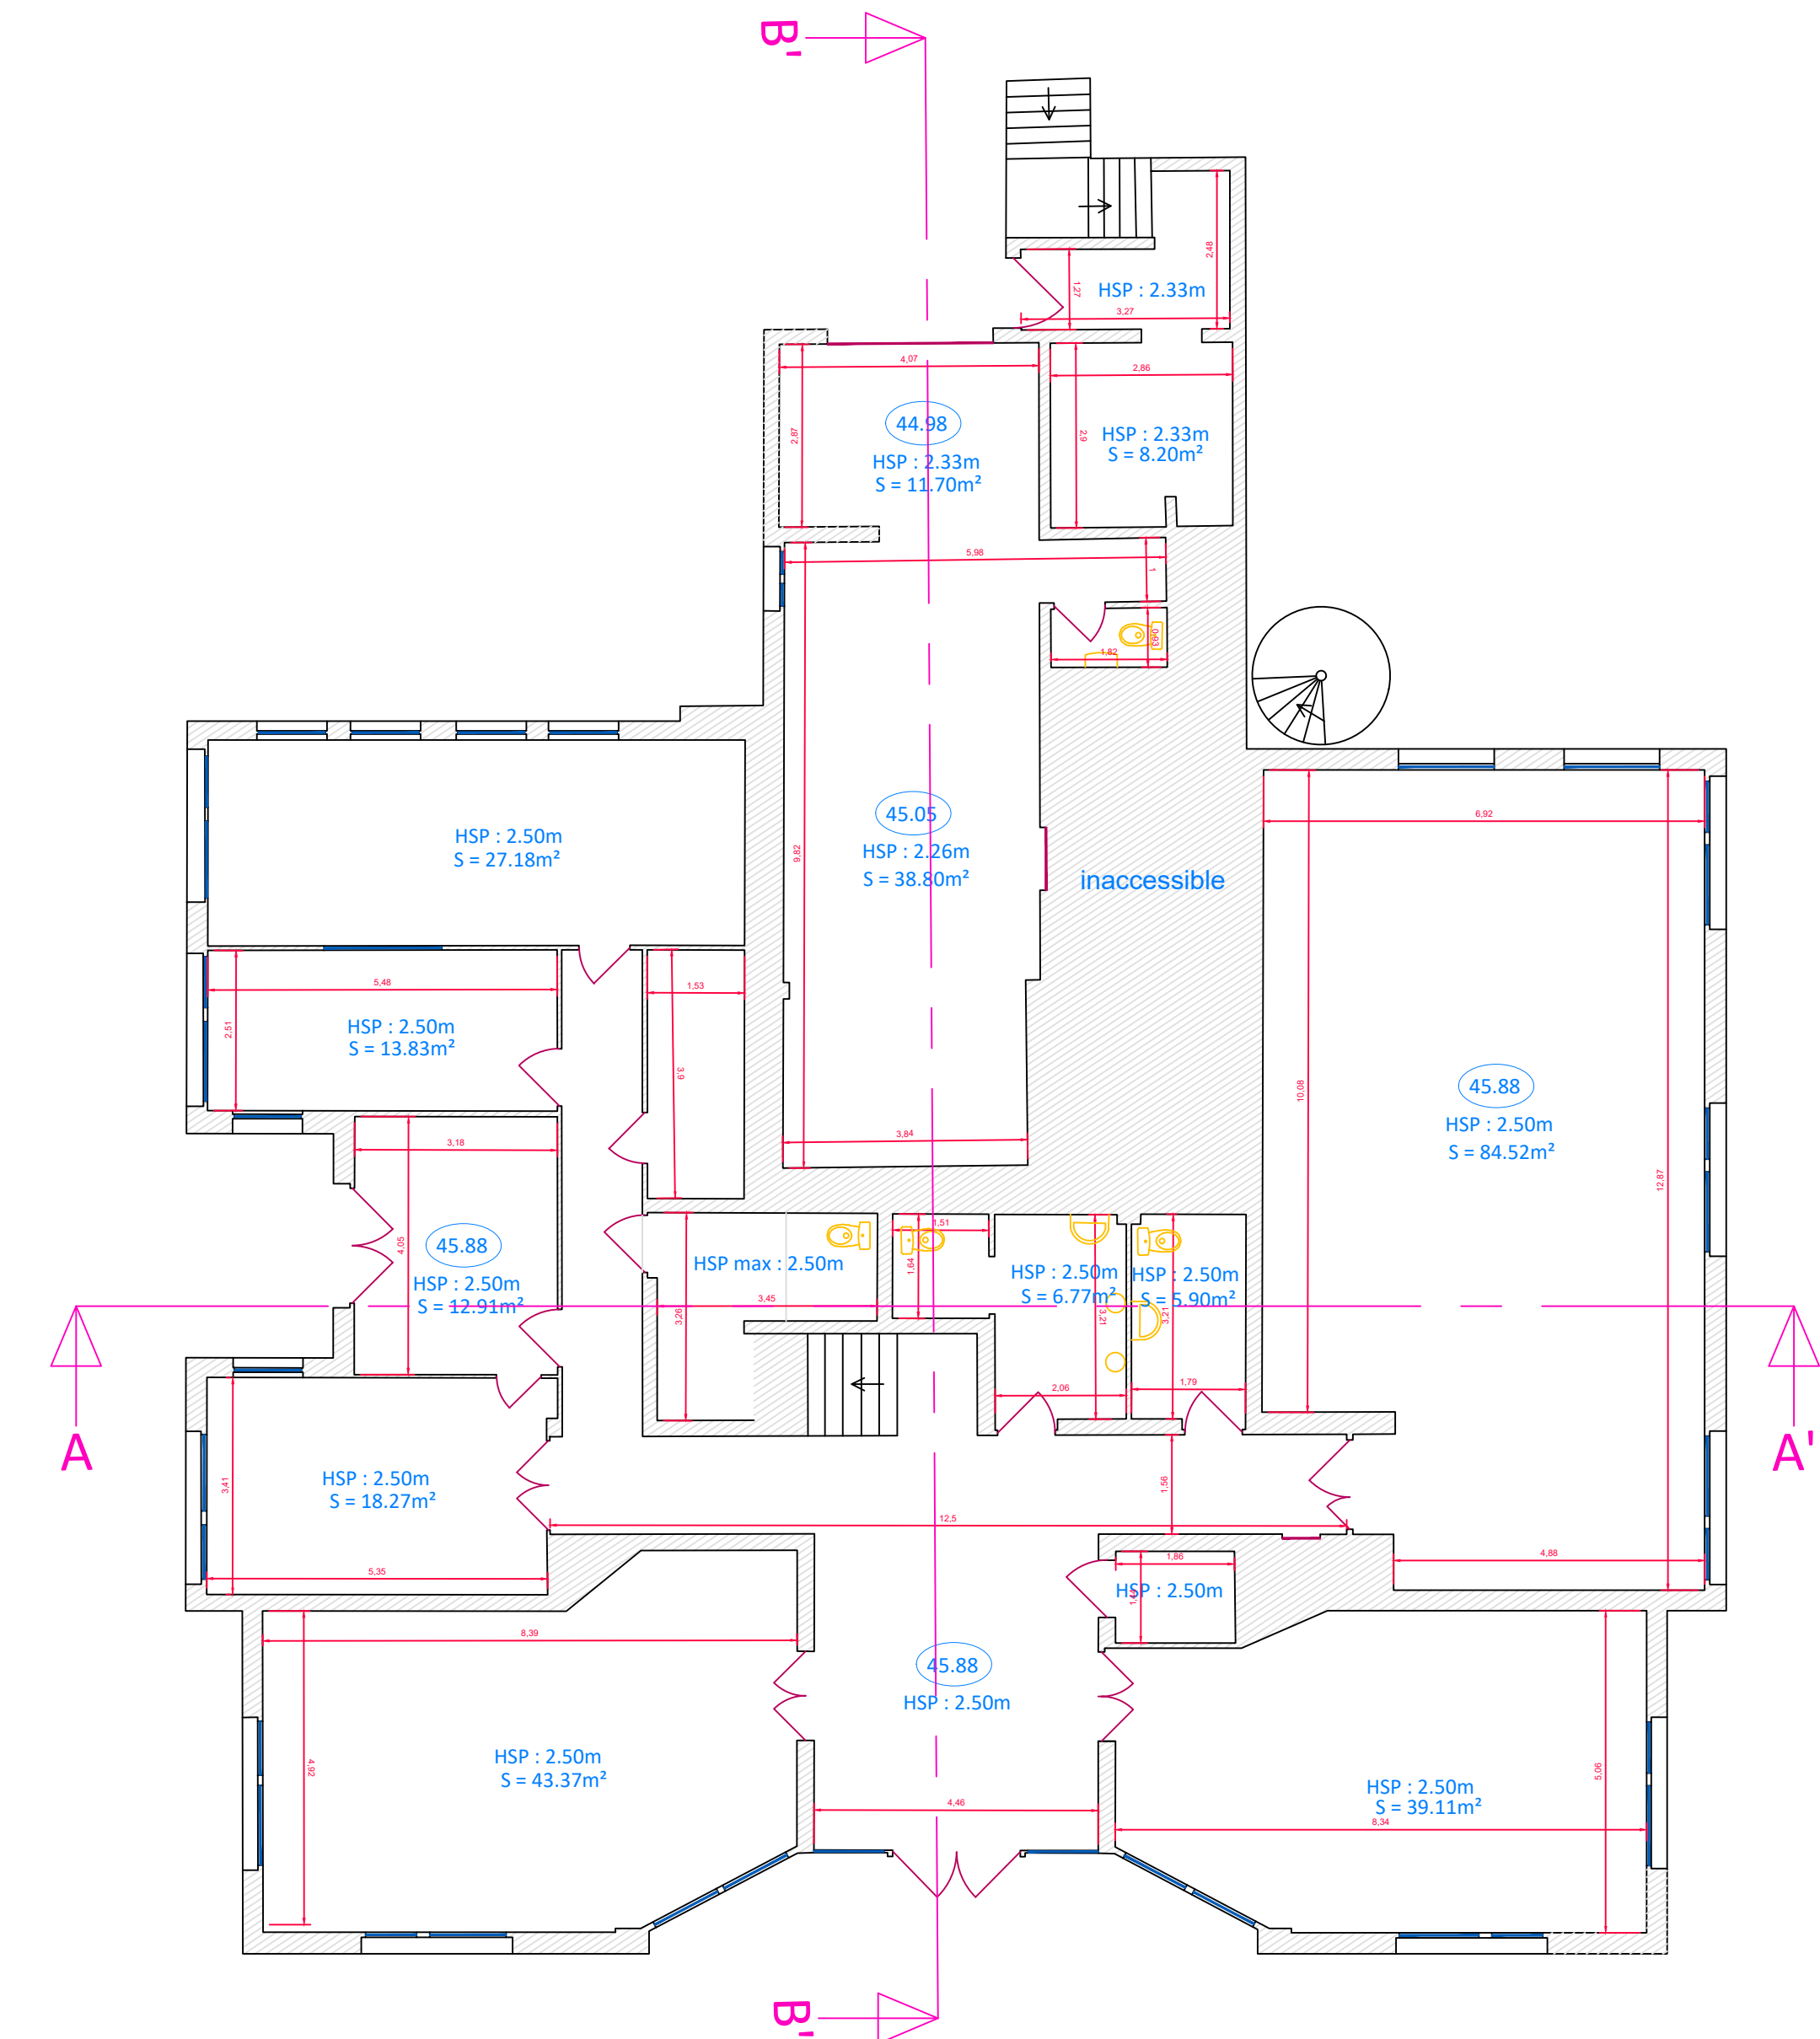 B'
2,48
1,27
HSP : 2.33m
3,27
4,07
2,86
2,87
44.98
HSP : 2.33m
S = 11.70m²
2,9
HSP : 2.33m
S = 8.20m²
5,98
1
0,93
1,82
HSP : 2.50m
S = 27.18m²
9,82
45.05
HSP : 2.26m
S = 38.80m²
inaccessible
6,92
5,48
1,53
2,51
HSP : 2.50m
S = 13.83m²
3,9
10,08
45.88
HSP : 2.50m
S = 84.52m²
12,87
3,18
3,84
4,05
45.88
HSP : 2.50m
S = 12.91m²
HSP max : 2.50m
3,26
3,45
1,51
1,64
HSP : 2.50m
S = 6.77m²
3,21
HSP : 2.50m
S = 5.90m²
3,21
2,06
1,79
A
A'
3,41
HSP : 2.50m
S = 18.27m²
1,56
12,5
5,35
1,86
HSP : 2.50m
4,88
8,39
4,92
45.88
HSP : 2.50m
HSP : 2.50m
S = 43.37m²
4,46
5,06
HSP : 2.50m
S = 39.11m²
8,34
B'